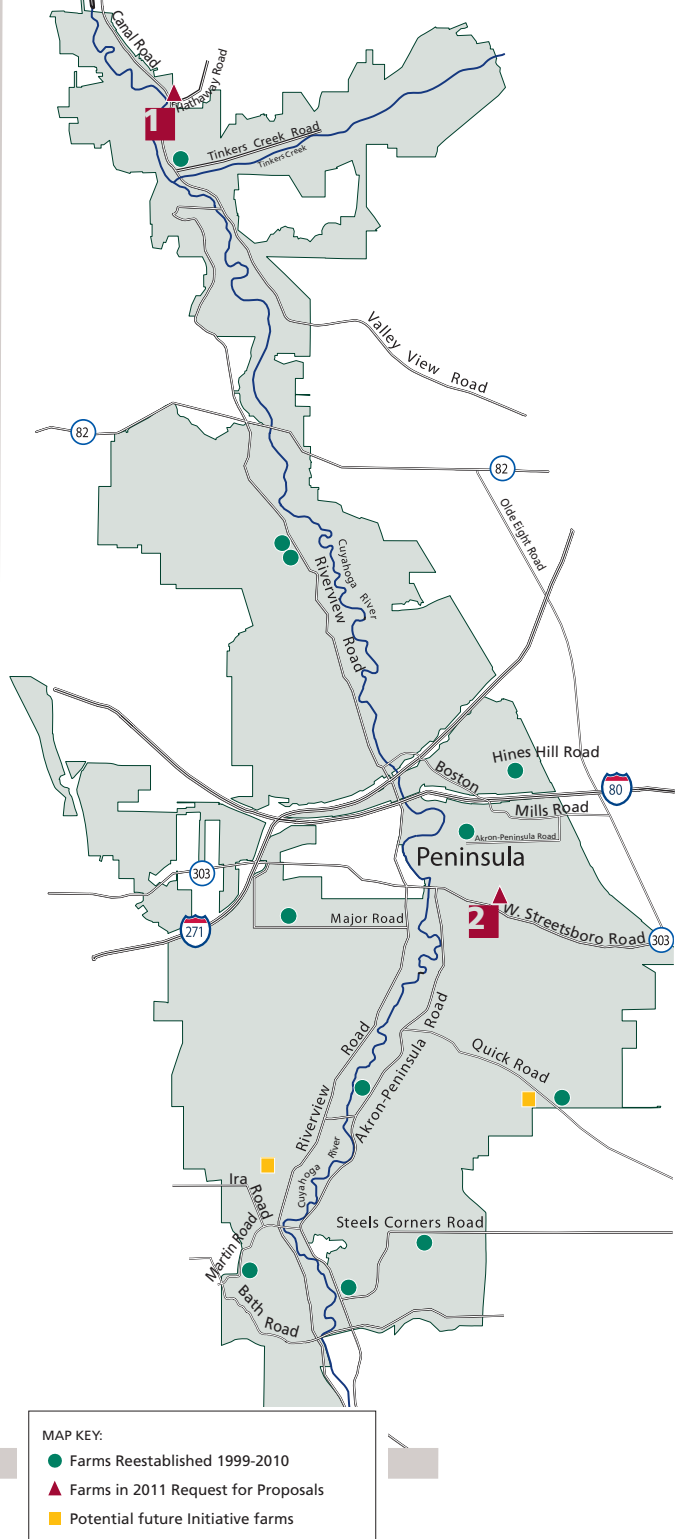 Canal Road
Hathaway Road
1
Tinkers Creek Road
Tinkers Creek
Valley View Road
82
82
Olde Eight Road
Cuyahoga River
Riverview Road
Hines Hill Road
Boston Mills Road
80
Akron-Peninsula Road
Peninsula
303
2
W. Streetsboro Road
Major Road
271
303
Riverview Road
Akron-Peninsula Road
Quick Road
Cuyahoga River
Ira Road
Steels Corners Road
Martin Road
Bath Road
MAP KEY:
Farms Reestablished 1999-2010
Farms in 2011 Request for Proposals
Potential future Initiative farms